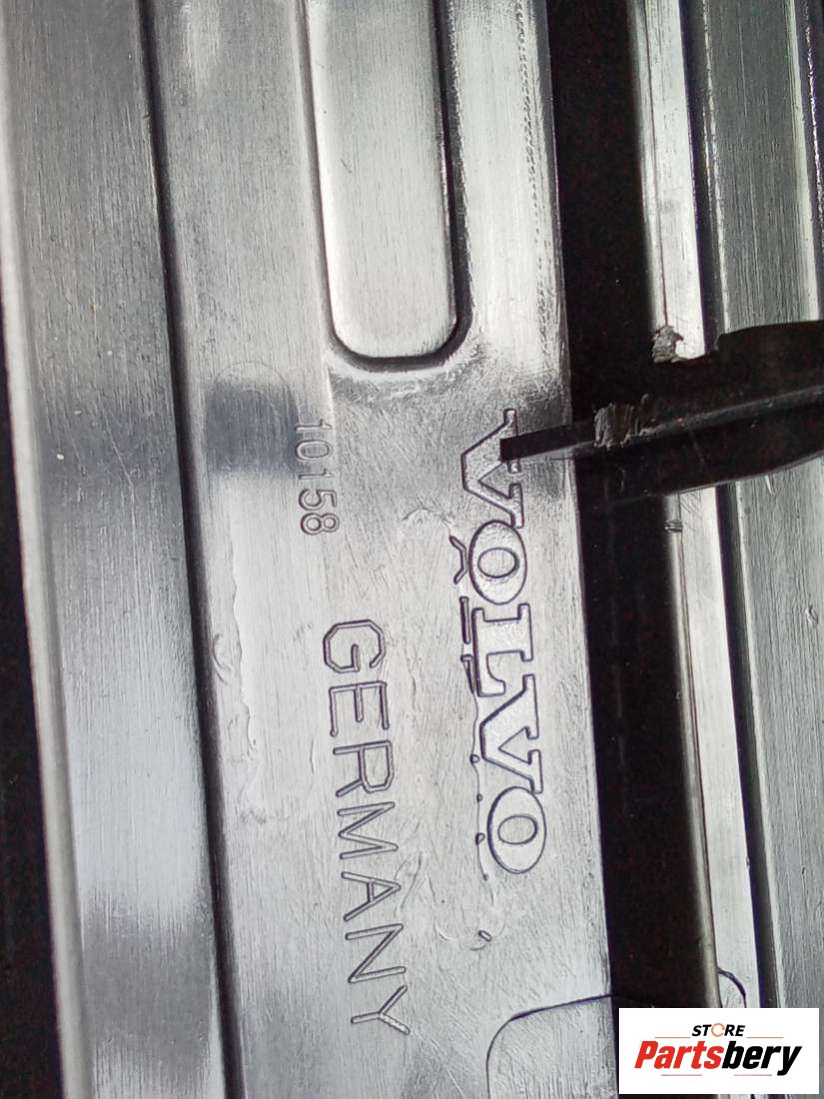 VOLVO
10158
GERMANY
STORE
Partsbery